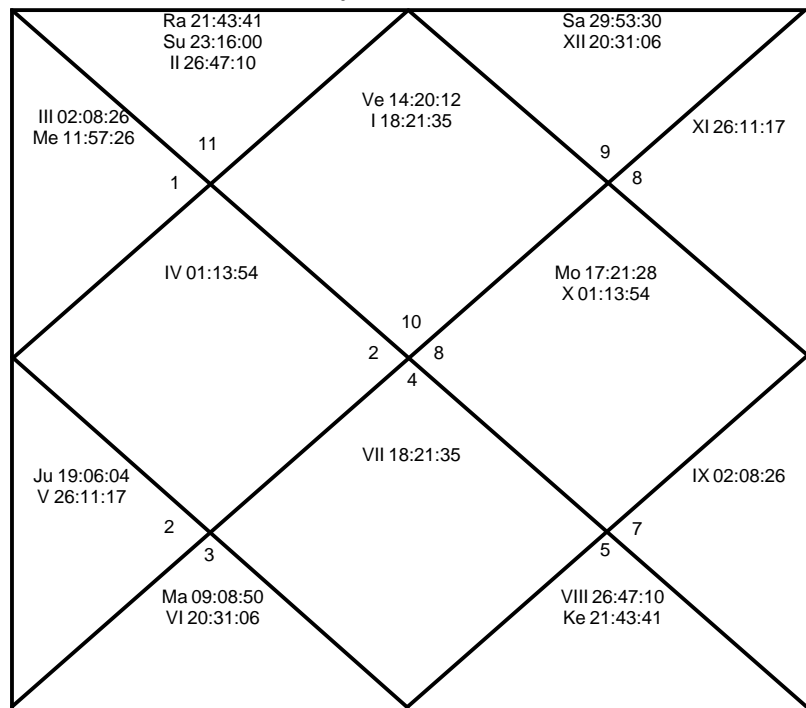 Ra 21:43:41
Su 23:16:00
II 26:47:10
Sa 29:53:30
XII 20:31:06
Ve 14:20:12
I 18:21:35
III 02:08:26
Me 11:57:26
XI 26:11:17
11
9
1
8
IV 01:13:54
Mo 17:21:28
X 01:13:54
10
2
8
4
VII 18:21:35
Ju 19:06:04
V 26:11:17
IX 02:08:26
2
7
3
5
Ma 09:08:50
VI 20:31:06
VIII 26:47:10
Ke 21:43:41